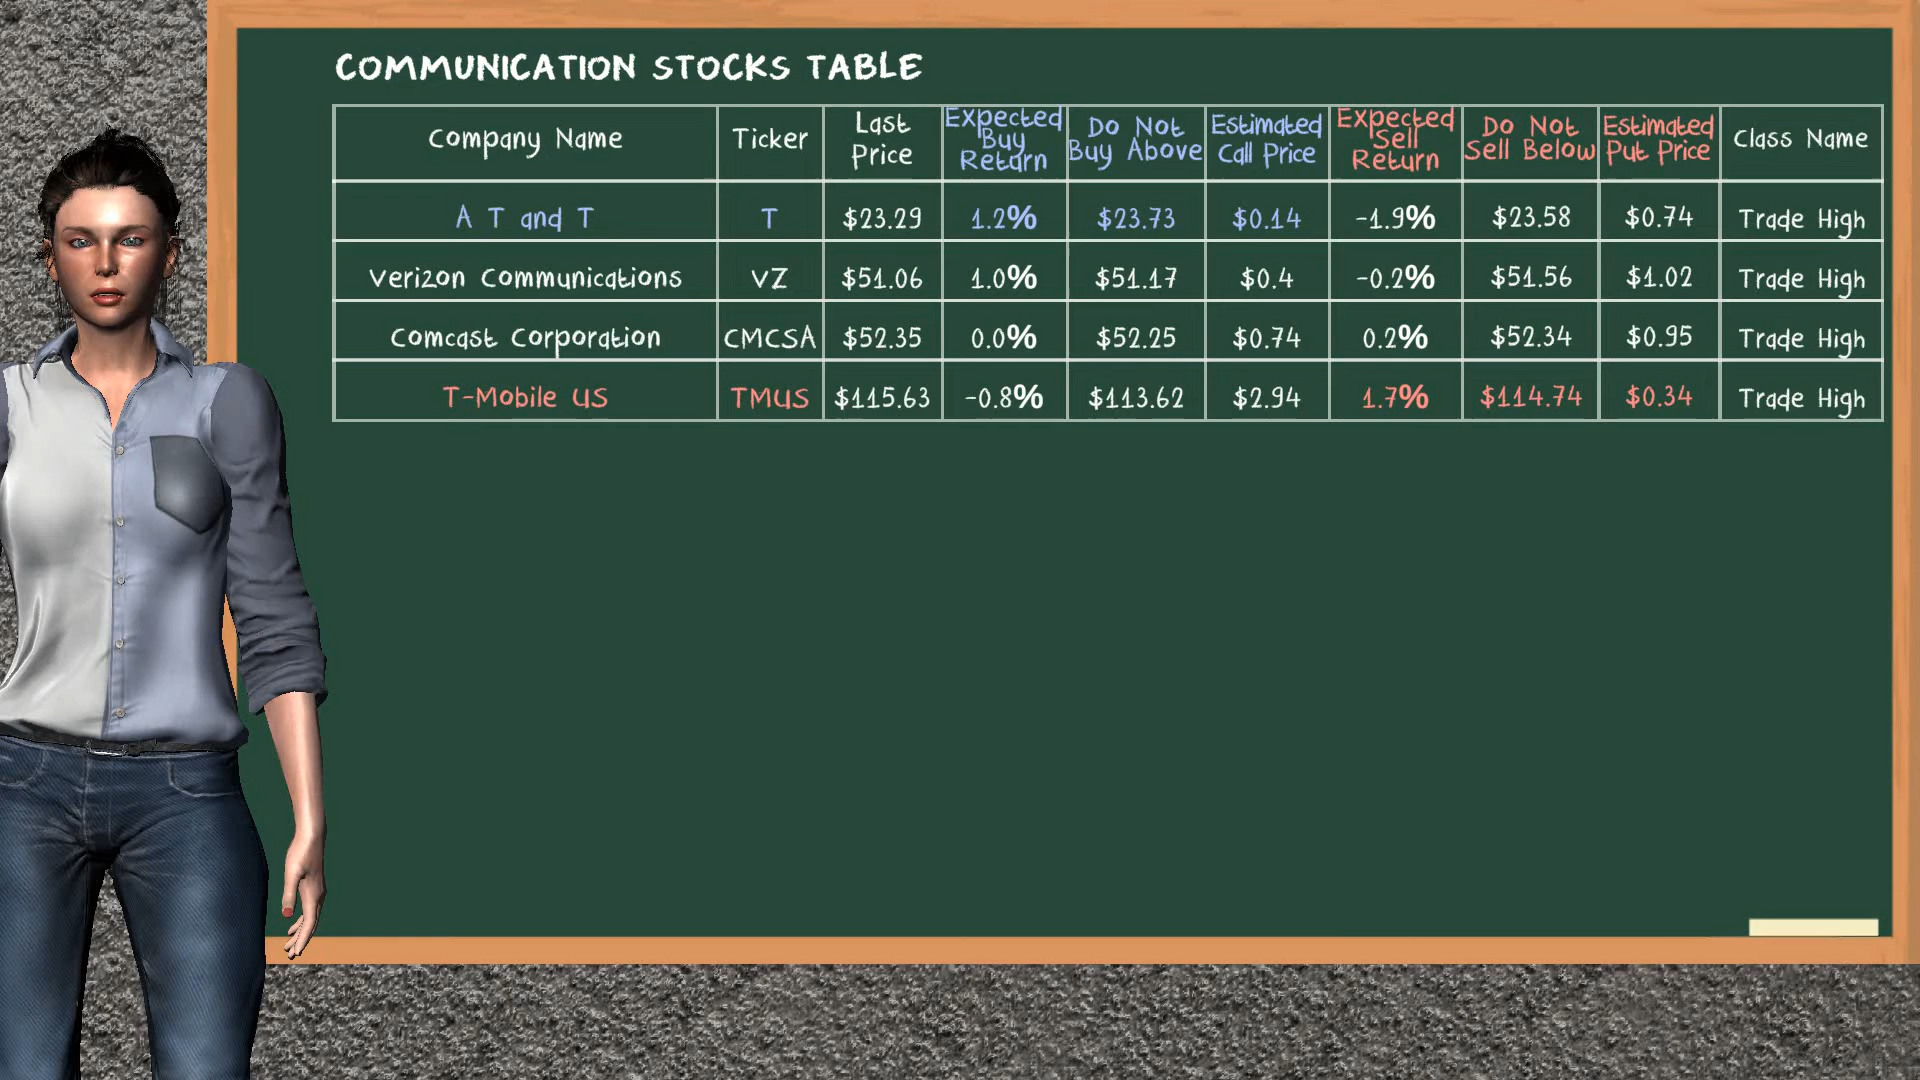 COMMUNICATION STOCKS TABLE
Company Name Ticker Last Price Expected Buy Return Do Not Buy Above Estimated Call Price Expected Sell Return Do Not Sell Below Estimated Put Price Class Name
A T and T T $23.29 1.2% $23.73 $0.14 -1.9% $23.58 $0.74 Trade High
Verizon Communications VZ $51.06 1.0% $51.17 $0.4 -0.2% $51.56 $1.02 Trade High
Comcast Corporation CMCSA $52.35 0.0% $52.25 $0.74 0.2% $52.34 $0.95 Trade High
T-Mobile US TMUS $115.63 -0.8% $113.62 $2.94 1.7% $114.74 $0.34 Trade High